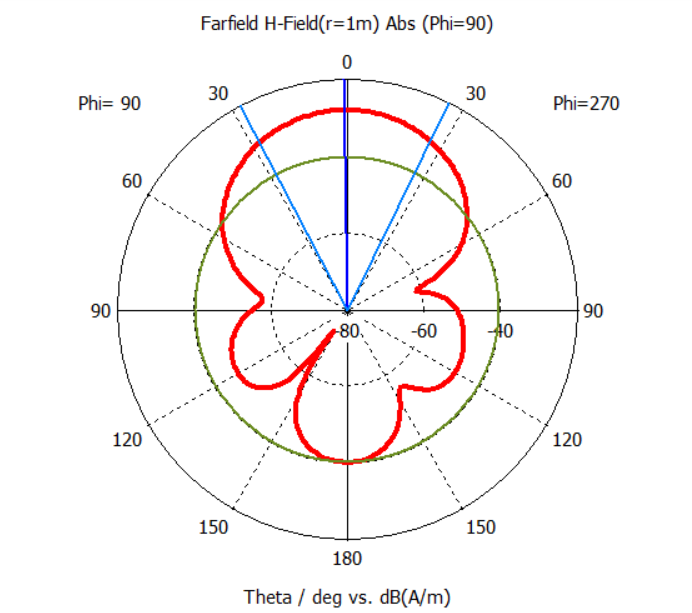 Farfield H-Field(r=1m) Abs (Phi=90)
0
30 30
Phi= 90 Phi=270
60 60
90 90
-80 -60 -40
120 120
150 150
180
Theta / deg vs. dB(A/m)